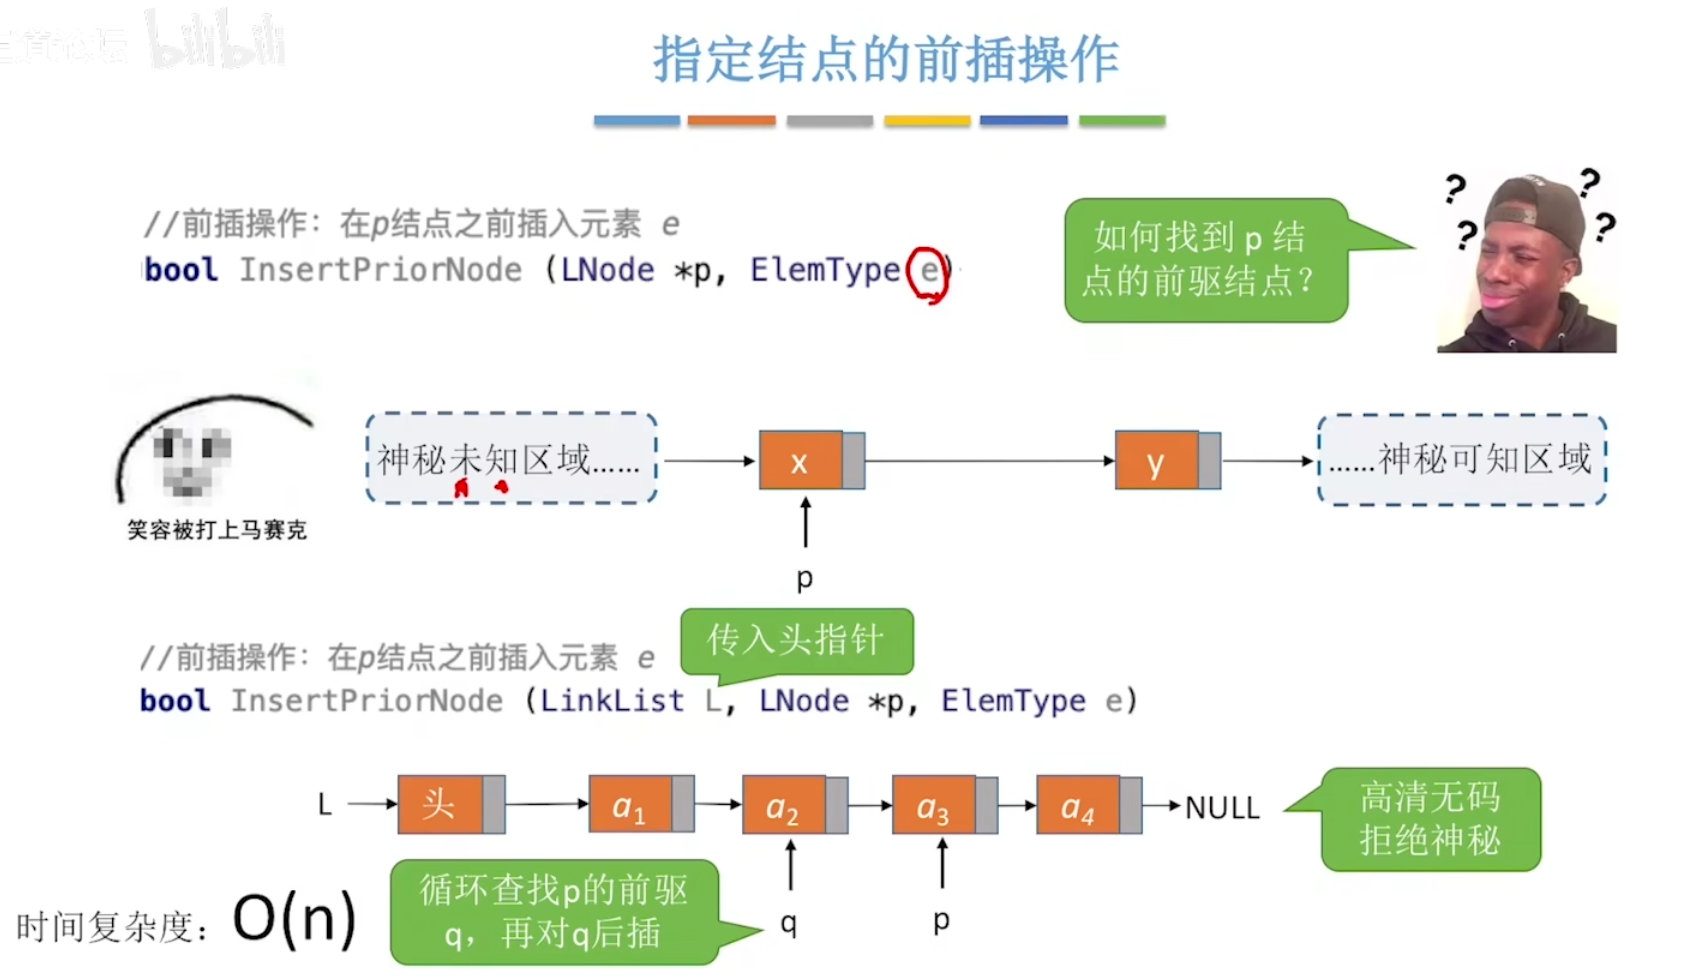 bilibili
指定结点的前插操作
//前插操作：在p结点之前插入元素 e
bool InsertPriorNode (LNode *p, ElemType e)
如何找到 p 结
点的前驱结点？
? ? ? ?
神秘未知区域……
x
y
……神秘可知区域
笑容被打上马赛克
p
传入头指针
//前插操作：在p结点之前插入元素 e
bool InsertPriorNode (LinkList L, LNode *p, ElemType e)
L
头
a1
a2
a3
a4
NULL
高清无码
拒绝神秘
循环查找p的前驱
q，再对q后插
q
p
时间复杂度：O(n)